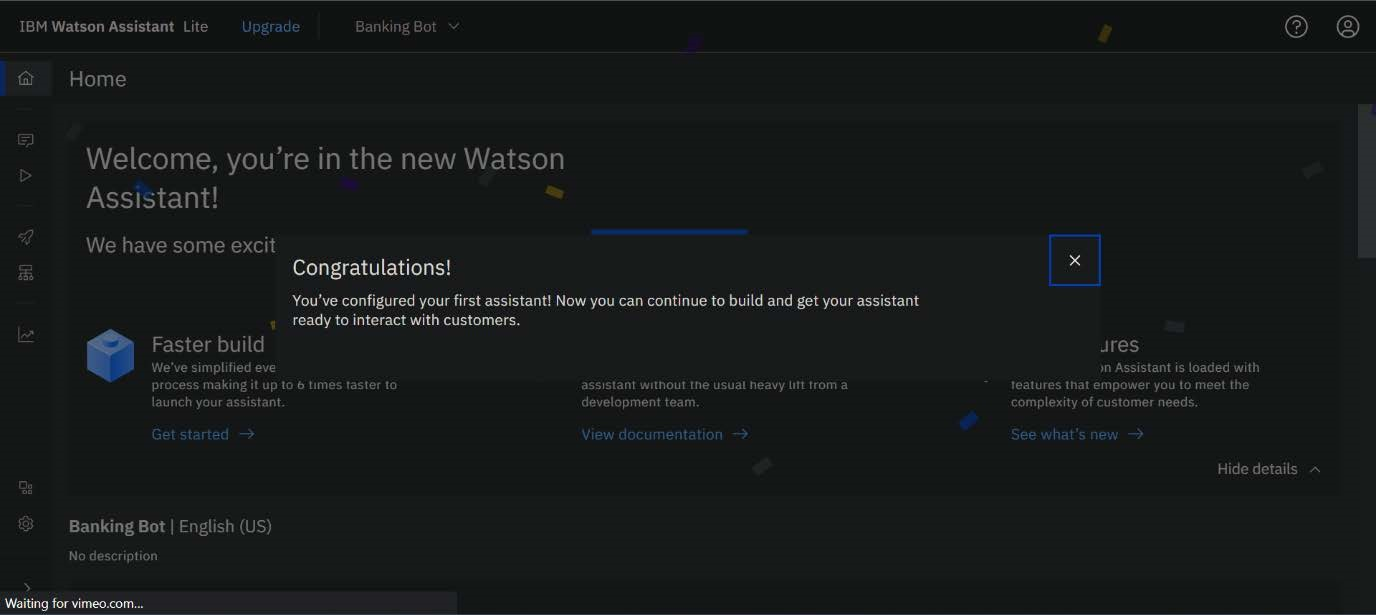 IBM Watson Assistant Lite Upgrade Banking Bot
Home
Welcome, you're in the new Watson
Assistant!
We have some excit
Congratulations!
You've configured your first assistant! Now you can continue to build and get your assistant
ready to interact with customers.
Faster build
We've simplified eve
process making it up to 6 times faster to
launch your assistant.
Get started
assistant without the usual heavy lift from a
development team.
View documentation
ures
on Assistant is loaded with
features that empower you to meet the
complexity of customer needs.
See what's new
Hide details
Banking Bot | English (US)
No description
Waiting for vimeo.com...